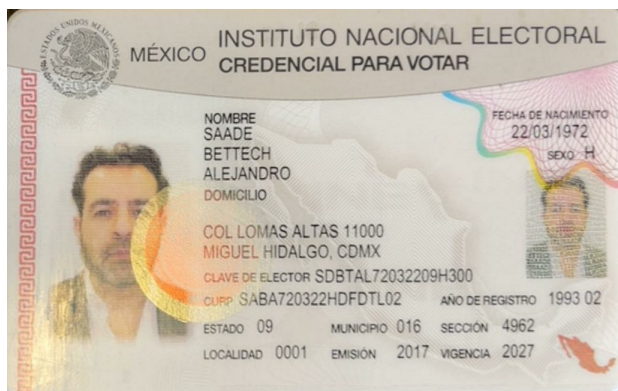 ESTADOS UNIDOS MEXICANOS
MÉXICO
INSTITUTO NACIONAL ELECTORAL
CREDENCIAL PARA VOTAR
NOMBRE
SAADE
BETTECH
ALEJANDRO
FECHA DE NACIMIENTO
22/03/1972
SEXO H
DOMICILIO
COL LOMAS ALTAS 11000
MIGUEL HIDALGO, CDMX
CLAVE DE ELECTOR SDBTAL72032209H300
CURP SABA720322HDFDTL02 AÑO DE REGISTRO 1993 02
ESTADO 09 MUNICIPIO 016 SECCIÓN 4962
LOCALIDAD 0001 EMISIÓN 2017 VIGENCIA 2027